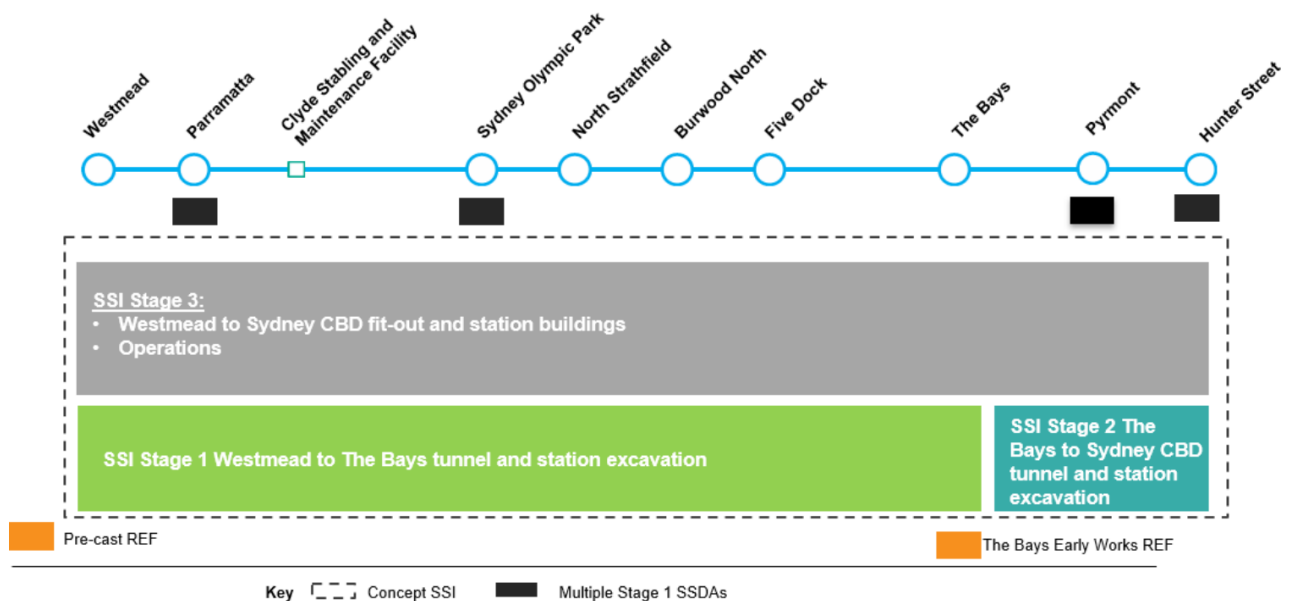 Westmead
Parramatta
Clyde Stabling and
Maintenance Facility
Sydney Olympic Park
North Strathfield
Burwood North
Five Dock
The Bays
Pyrmont
Hunter Street
SSI Stage 3:
• Westmead to Sydney CBD fit-out and station buildings
• Operations
SSI Stage 1 Westmead to The Bays tunnel and station excavation
SSI Stage 2 The
Bays to Sydney CBD
tunnel and station
excavation
Pre-cast REF
The Bays Early Works REF
Key Concept SSI Multiple Stage 1 SSDAs